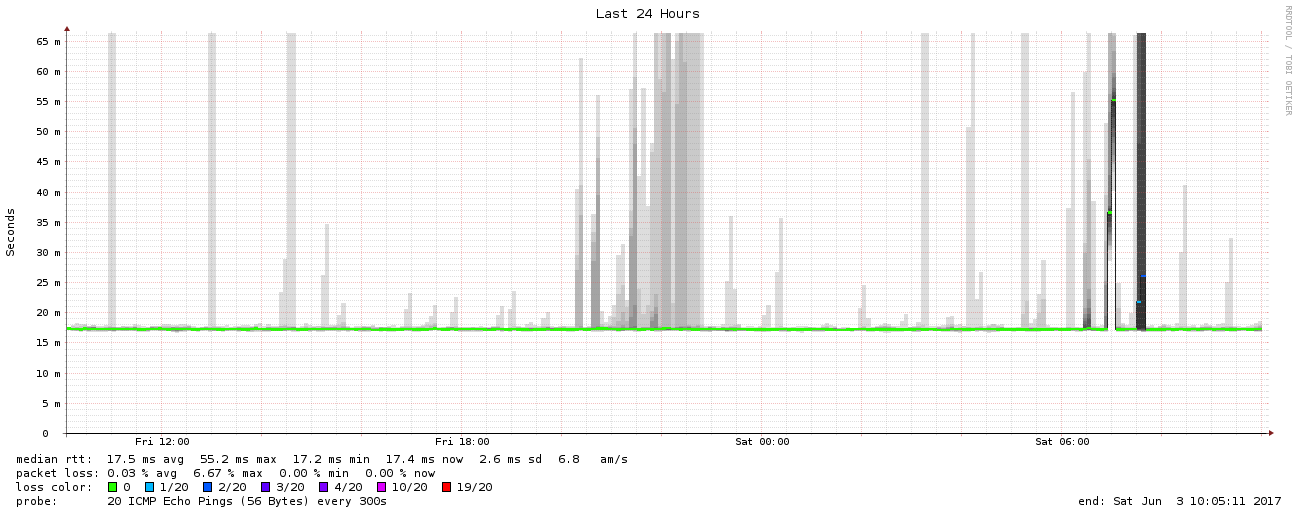 Last 24 Hours
RRDTOOL / TOBI OETIKER
Seconds
65 m
60 m
55 m
50 m
45 m
40 m
35 m
30 m
25 m
20 m
15 m
10 m
5 m
0
Fri 12:00 Fri 18:00 Sat 00:00 Sat 06:00
median rtt: 17.5 ms avg 55.2 ms max 17.2 ms min 17.4 ms now 2.6 ms sd 6.8 am/s
packet loss: 0.03 % avg 6.67 % max 0.00 % min 0.00 % now
loss color: 0 1/20 2/20 3/20 4/20 10/20 19/20
probe: 20 ICMP Echo Pings (56 Bytes) every 300s end: Sat Jun 3 10:05:11 2017